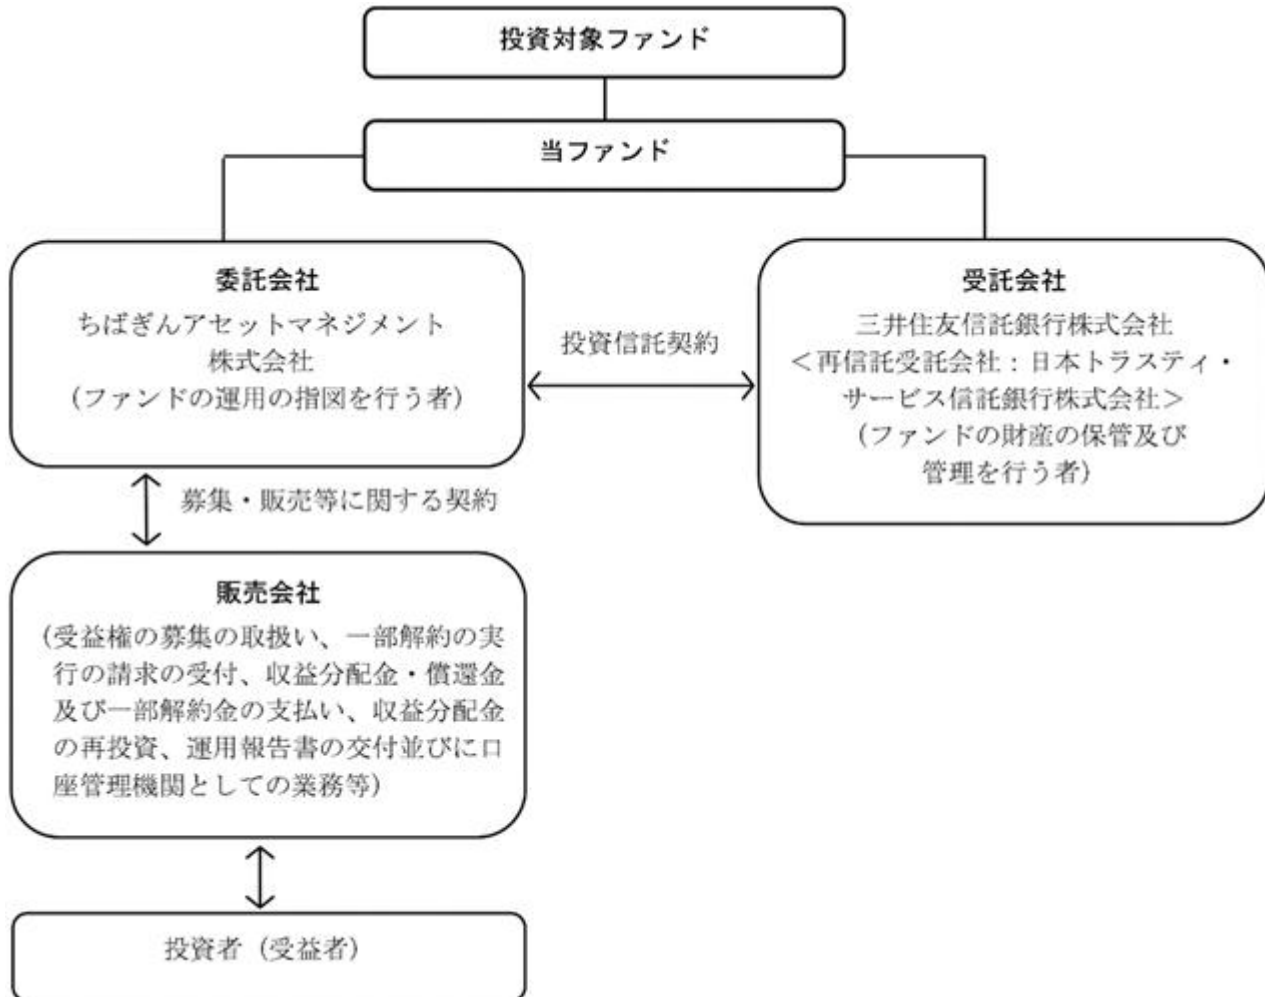 投資対象ファンド
当ファンド
委託会社
ちばぎんアセットマネジメント
株式会社
(ファンドの運用の指図を行う者)
投資信託契約
受託会社
三井住友信託銀行株式会社
<再信託受託会社:日本トラスティ・
サービス信託銀行株式会社>
(ファンドの財産の保管及び
管理を行う者)
募集・販売等に関する契約
販売会社
(受益権の募集の取扱い、一部解約の実
行の請求の受付、収益分配金・償還金
及び一部解約金の支払い、収益分配金
の再投資、運用報告書の交付並びに口
座管理機関としての業務等)
投資者(受益者)